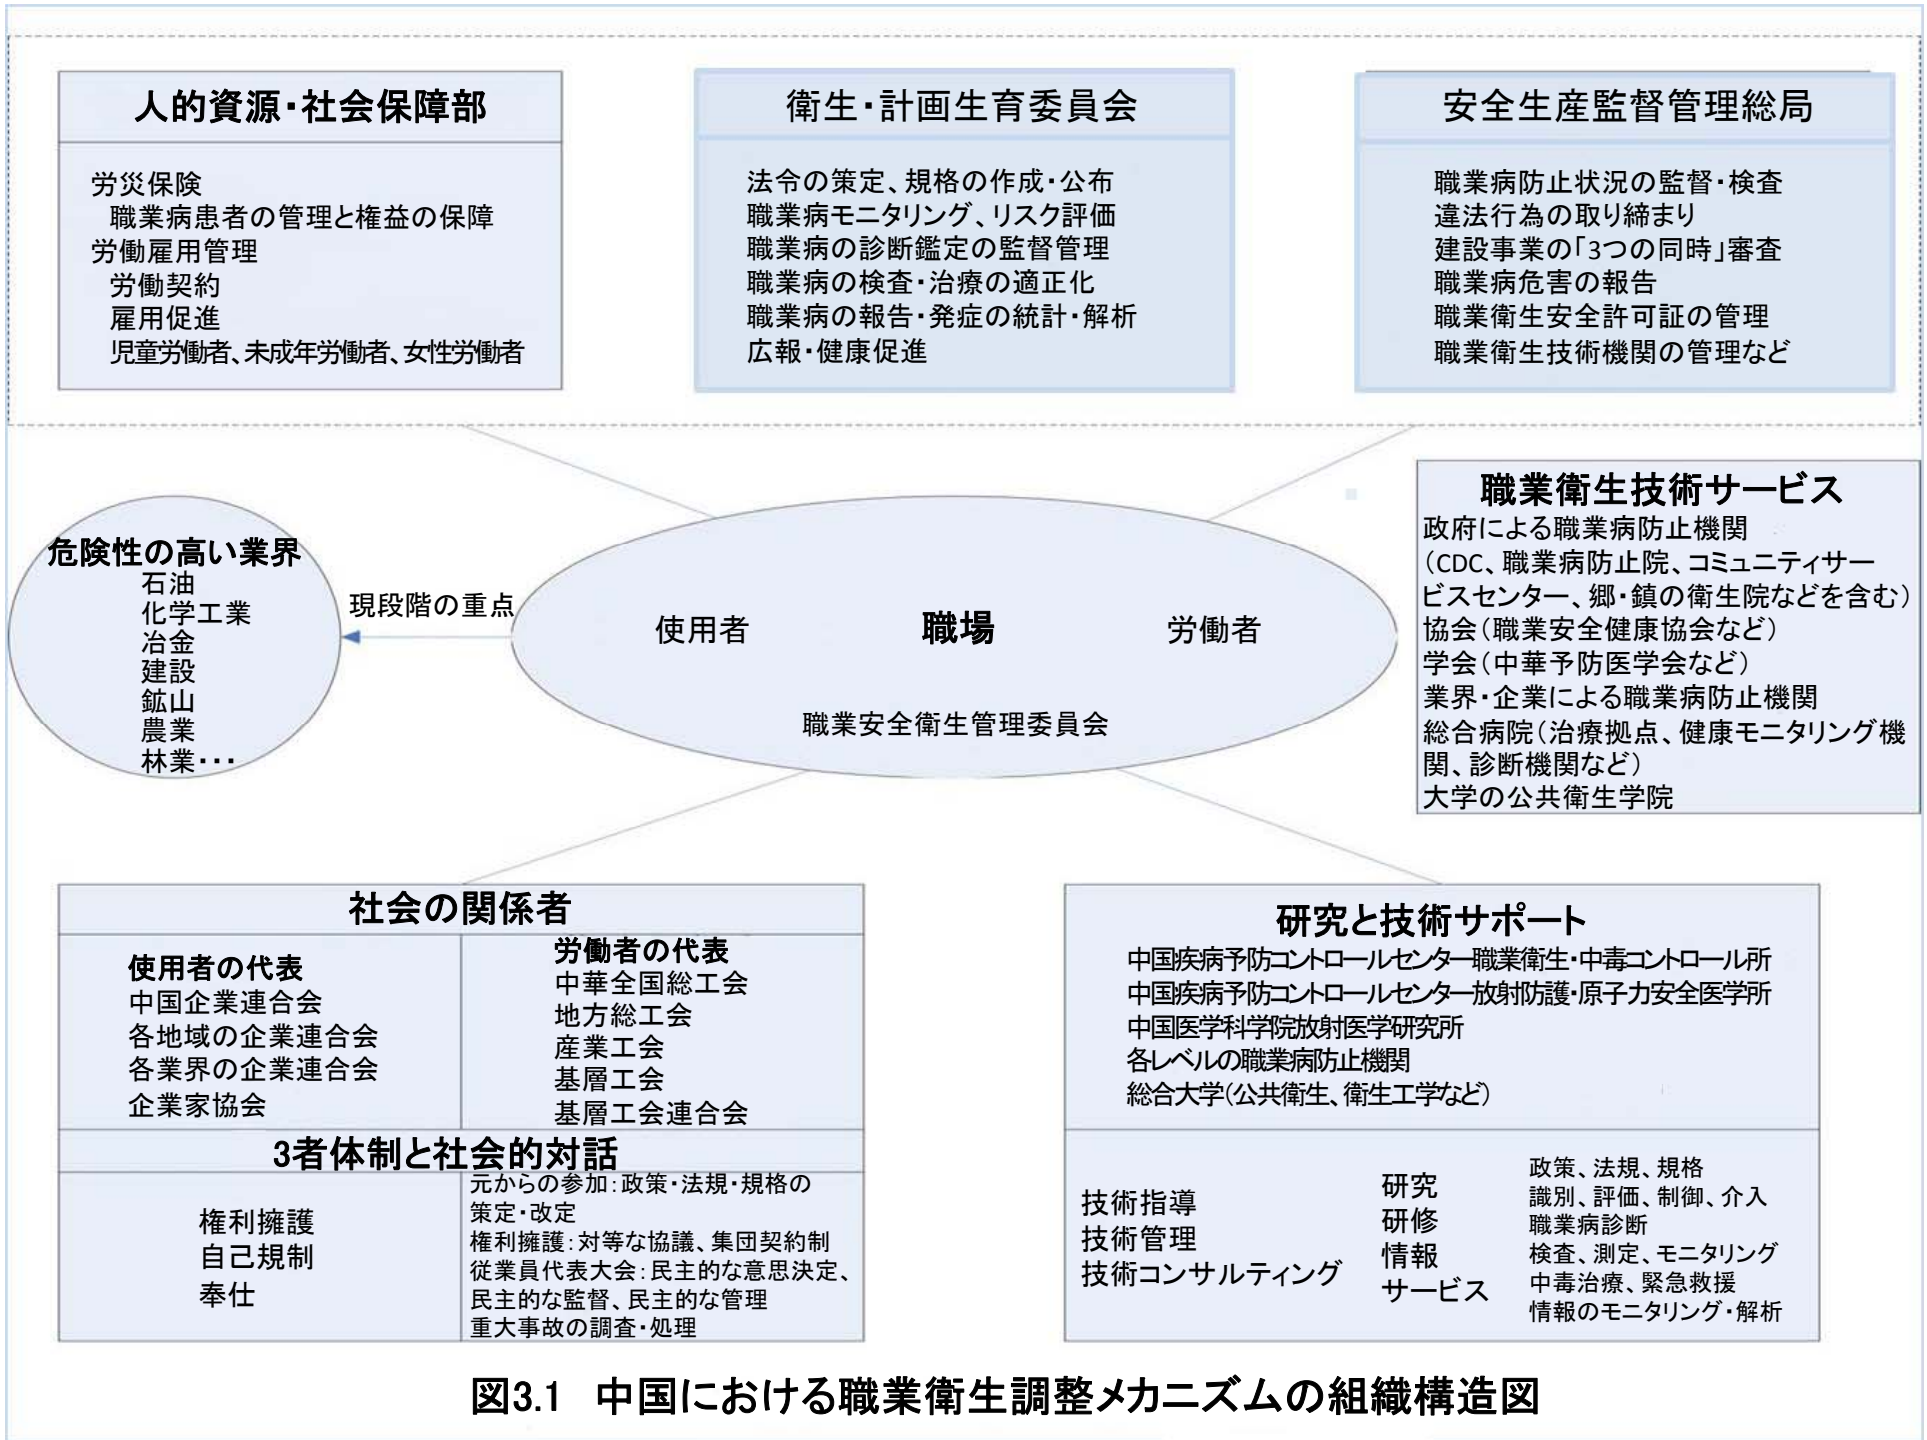 人的資源・社会保障部
労災保険
職業病患者の管理と権益の保障
労働雇用管理
労働契約
雇用促進
児童労働者、未成年労働者、女性労働者
衛生・計画生育委員会
法令の策定、規格の作成・公布
職業病モニタリング、リスク評価
職業病の診断鑑定の監督管理
職業病の検査・治療の適正化
職業病の報告・発症の統計・解析
広報・健康促進
安全生産監督管理総局
職業病防止状況の監督・検査
違法行為の取り締まり
建設事業の「3つの同時」審査
職業病危害の報告
職業衛生安全許可証の管理
職業衛生技術機関の管理など
危険性の高い業界
石油
化学工業
冶金
建設
鉱山
農業
林業・・・
現段階の重点
使用者
職場
労働者
職業安全衛生管理委員会
職業衛生技術サービス
政府による職業病防止機関
（CDC、職業病防止院、コミュニティサー
ビスセンター、郷・鎮の衛生院などを含む）
協会（職業安全健康協会など）
学会（中華予防医学会など）
業界・企業による職業病防止機関
総合病院（治療拠点、健康モニタリング機
関、診断機関など）
大学の公共衛生学院
社会の関係者
使用者の代表
中国企業連合会
各地域の企業連合会
各業界の企業連合会
企業家協会
労働者の代表
中華全国総工会
地方総工会
産業工会
基層工会
基層工会連合会
3者体制と社会的対話
権利擁護
自己規制
奉仕
元からの参加：政策・法規・規格の
策定・改定
権利擁護：対等な協議、集団契約制
従業員代表大会：民主的な意思決定、
民主的な監督、民主的な管理
重大事故の調査・処理
研究と技術サポート
中国疾病予防コントロールセンター職業衛生・中毒コントロール所
中国疾病予防コントロールセンター放射防護・原子力安全医学所
中国医学科学院放射医学研究所
各レベルの職業病防止機関
総合大学（公共衛生、衛生工学など）
技術指導
技術管理
技術コンサルティング
研究
研修
情報
サービス
政策、法規、規格
識別、評価、制御、介入
職業病診断
検査、測定、モニタリング
中毒治療、緊急救援
情報のモニタリング・解析
図3.1　中国における職業衛生調整メカニズムの組織構造図